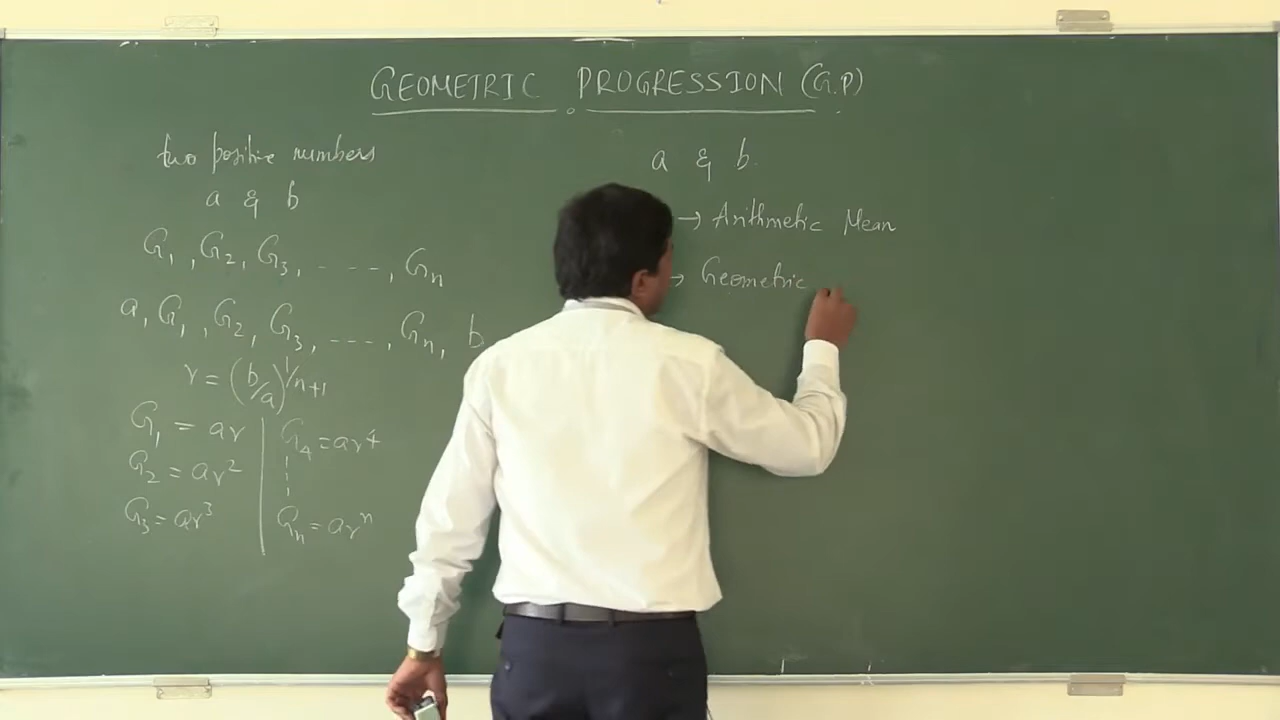 GEOMETRIC PROGRESSION (G.P)
two positive numbers
a & b
G₁, G₂, G₃, - - - -, Gₙ
a, G₁, G₂, G₃, - - - -, Gₙ, b
r = (b/a)^1/n+1
G₁ = ar
G₂ = ar²
G₃ = ar³
G₄ = ar⁴
Gₙ = arⁿ
a & b.
→ Arithmetic Mean
→ Geometric